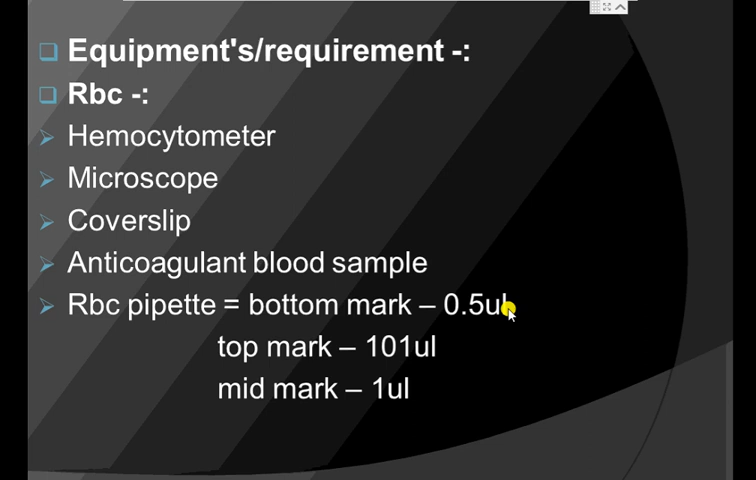 Equipment's/requirement -:
Rbc -:
Hemocytometer
Microscope
Coverslip
Anticoagulant blood sample
Rbc pipette = bottom mark – 0.5ul
top mark – 101ul
mid mark – 1ul